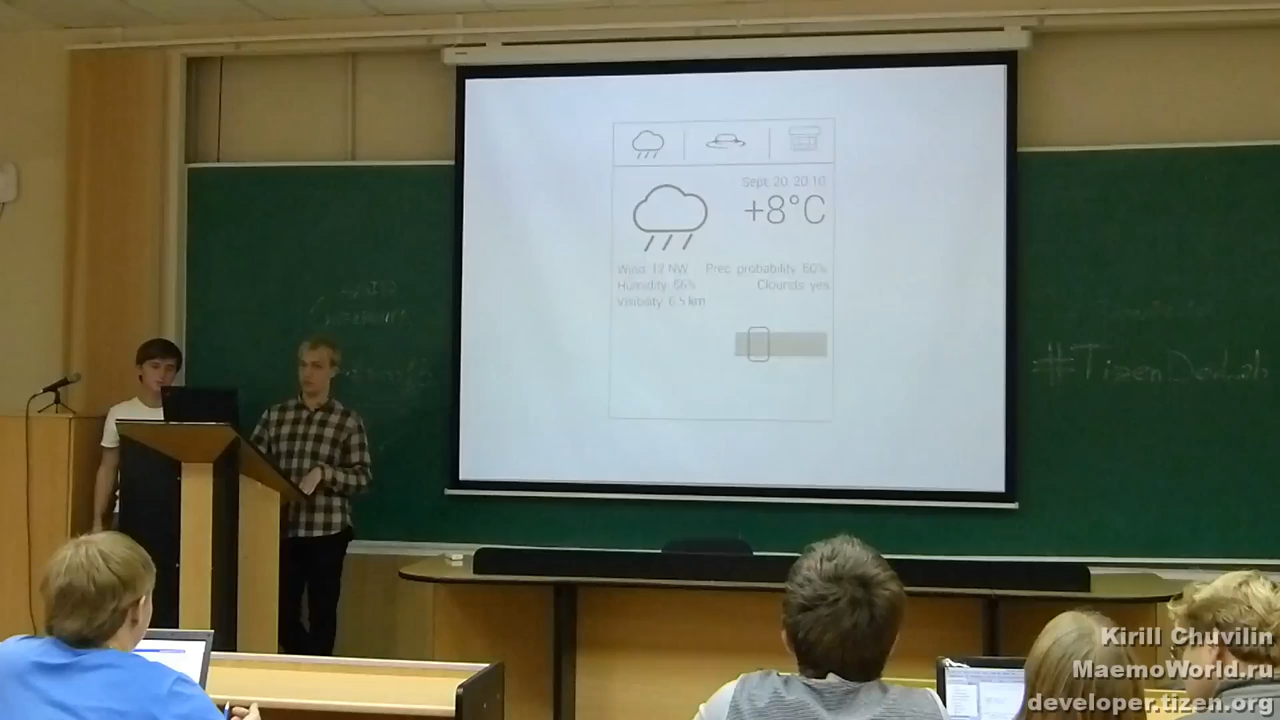 Sept. 20, 20:10
+8°C
Wind: 12 NW Prec. probability: 60%
Humidity: 66%
Clounds: yes
Visibility: 6.5 km
#TizenDevLab
Kirill Chuvilin
MaemoWorld.ru
developer.tizen.org